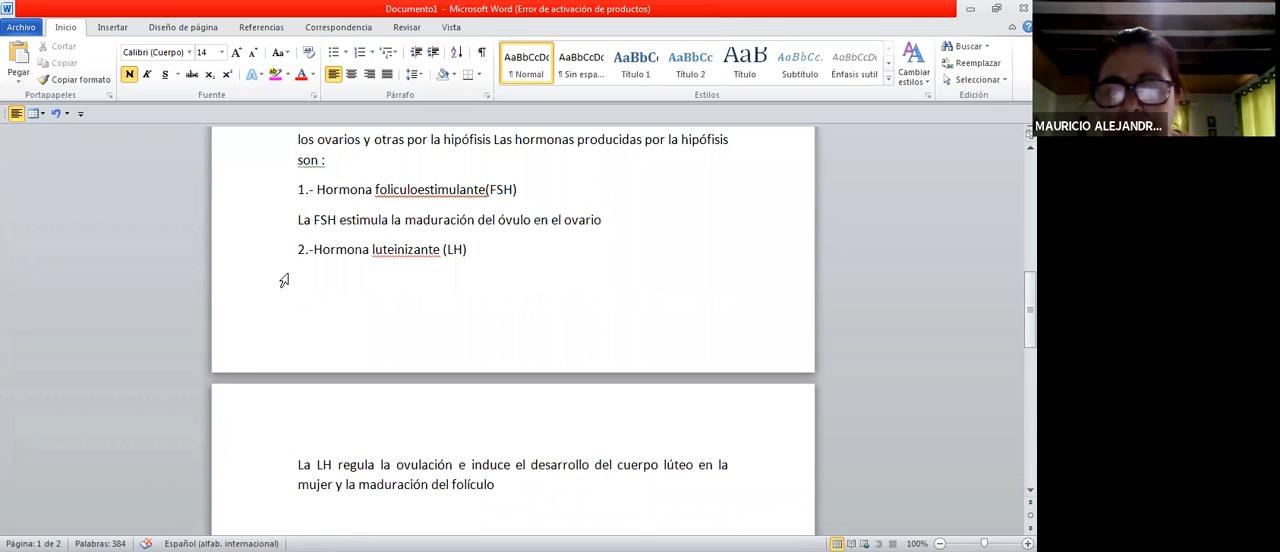 Documento1 - Microsoft Word (Error de activación de productos)
Archivo Inicio Insertar Diseño de página Referencias Correspondencia Revisar Vista
Pegar
Cortar
Copiar
Copiar formato
Portapapeles
Calibri (Cuerpo) 14
N K S abc x₂ x²
Fuente
Párrafo
AaBbCcDc AaBbCcDc AaBbC AaBbCc AaB AaBbCc. AaBbCcDc
¶ Normal ¶ Sin espa... Título 1 Título 2 Título Subtítulo Énfasis sutil
Cambiar estilos
Estilos
Buscar
Reemplazar
Seleccionar
Edición
MAURICIO ALEJANDR...
los ovarios y otras por la hipófisis Las hormonas producidas por la hipófisis
son :
1.- Hormona foliculoestimulante(FSH)
La FSH estimula la maduración del óvulo en el ovario
2.-Hormona luteinizante (LH)
La LH regula la ovulación e induce el desarrollo del cuerpo lúteo en la
mujer y la maduración del folículo
Página: 1 de 2 Palabras: 384 Español (alfab. internacional) 100%